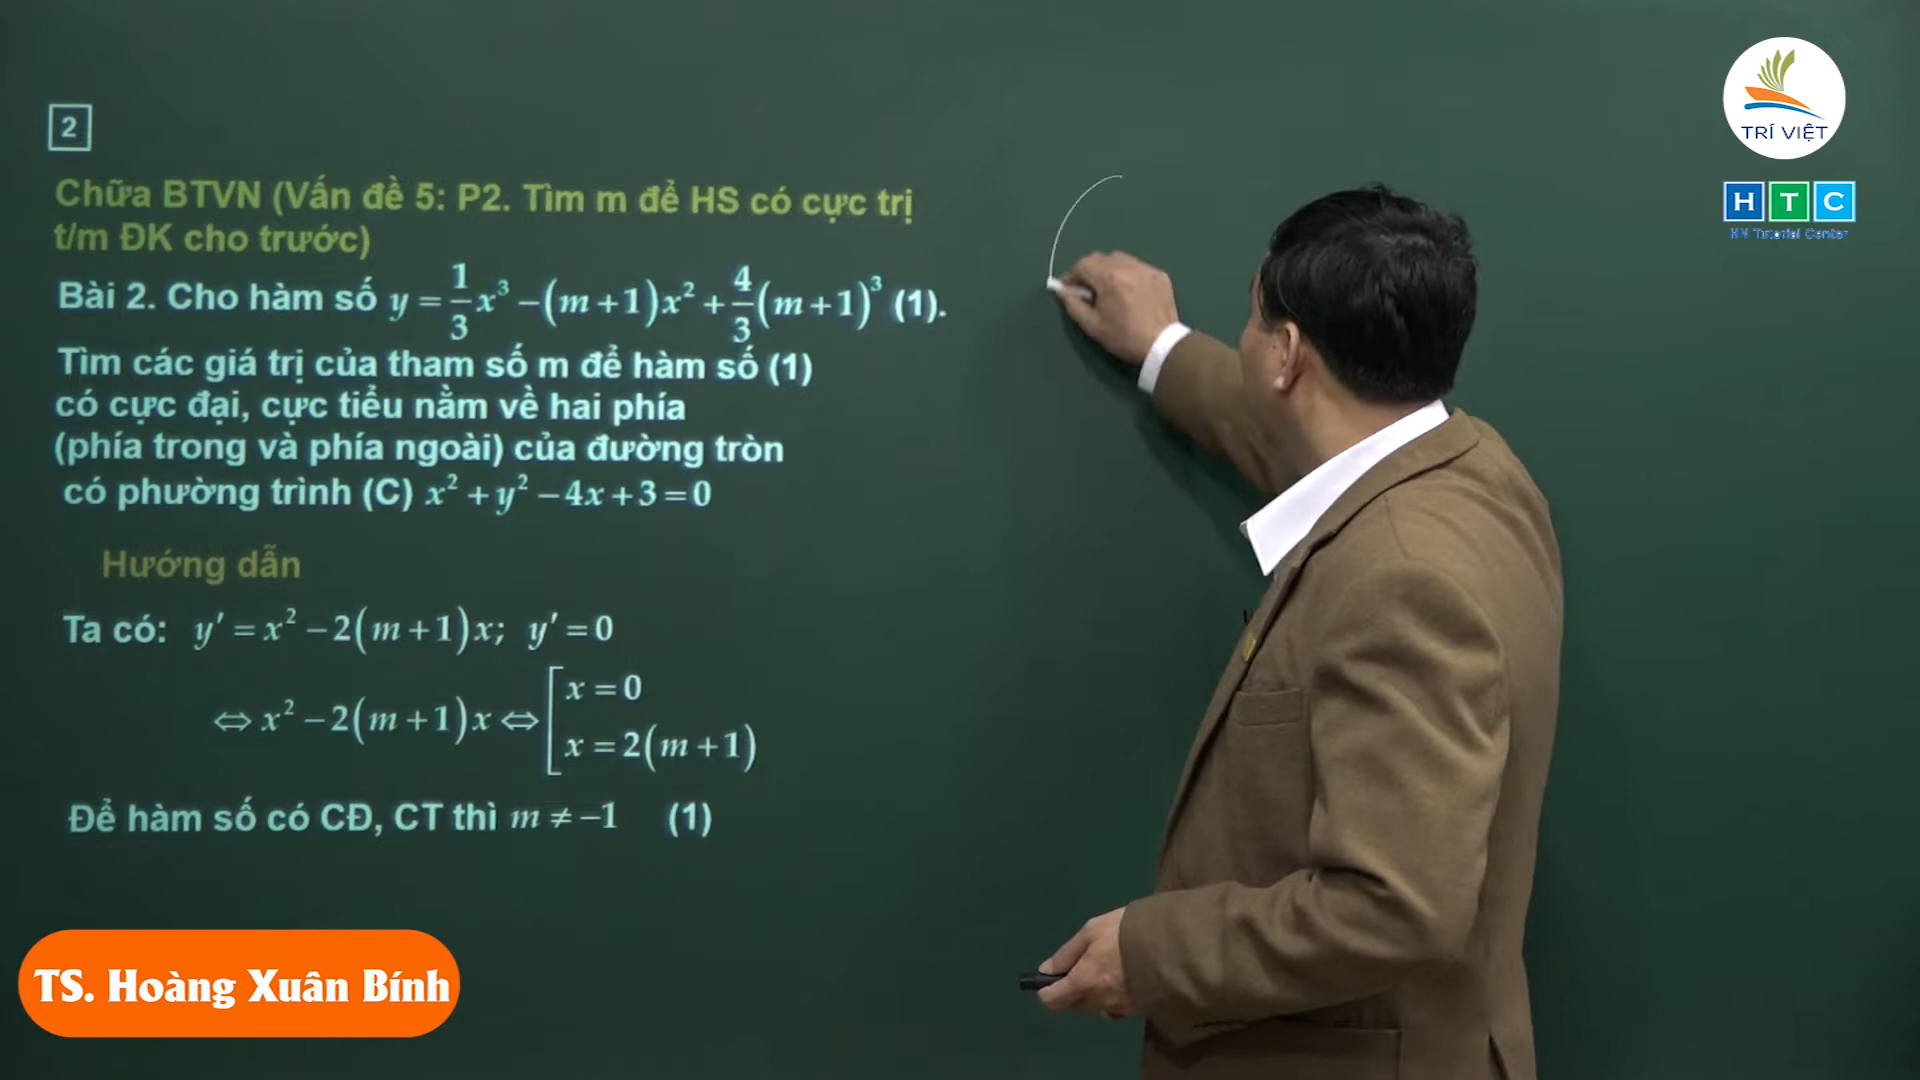 2
Chữa BTVN (Vấn đề 5: P2. Tìm m để HS có cực trị
t/m ĐK cho trước)
Bài 2. Cho hàm số y = 1/3 x³ − (m + 1)x² + 4/3 (m + 1)³ (1).
Tìm các giá trị của tham số m để hàm số (1)
có cực đại, cực tiểu nằm về hai phía
(phía trong và phía ngoài) của đường tròn
có phường trình (C) x² + y² − 4x + 3 = 0
Hướng dẫn
Ta có: y′ = x² − 2(m + 1)x; y′ = 0
⇔ x² − 2(m + 1)x ⇔ [ x = 0
x = 2(m + 1)
Để hàm số có CĐ, CT thì m ≠ −1 (1)
TS. Hoàng Xuân Bính
TRÍ VIỆT
HTC
HN Tutorial Center